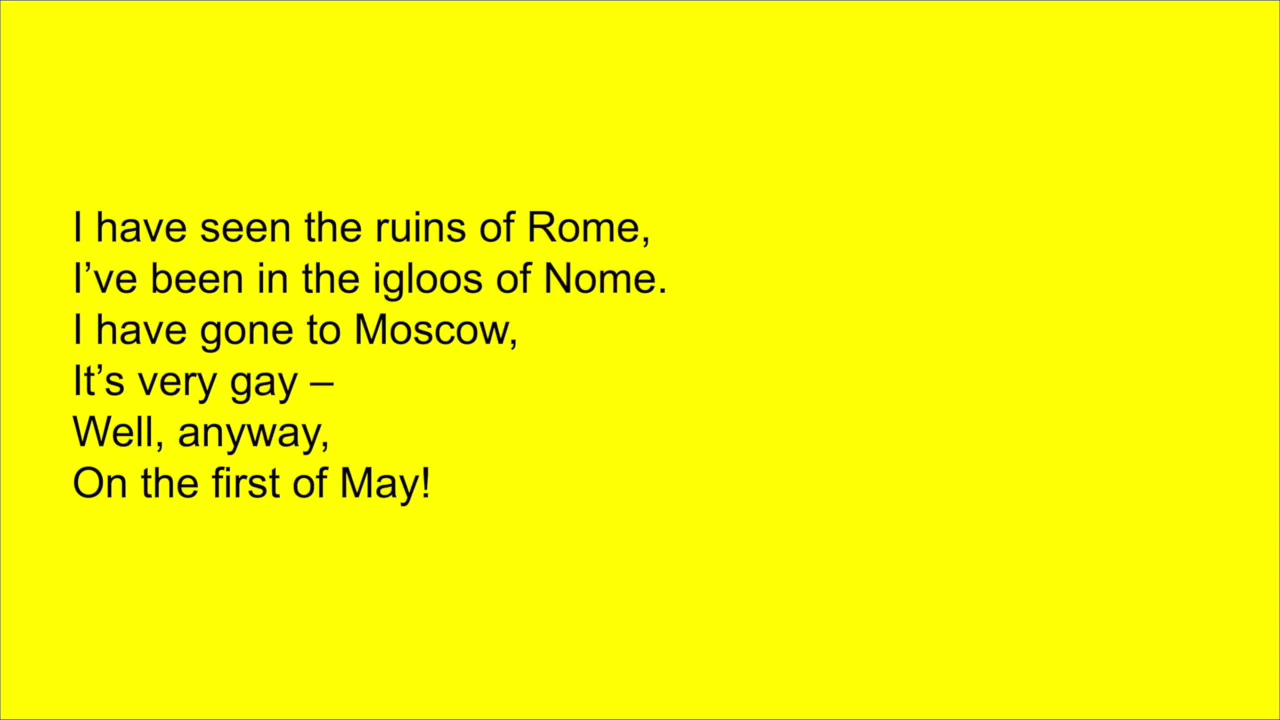 I have seen the ruins of Rome,
I’ve been in the igloos of Nome.
I have gone to Moscow,
It’s very gay –
Well, anyway,
On the first of May!